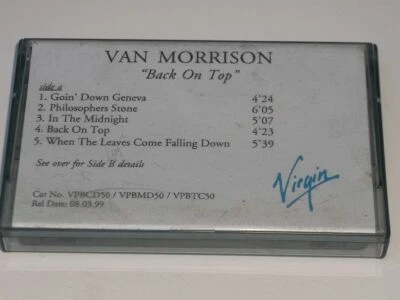 VAN MORRISON
"Back On Top"
side a
1. Goin' Down Geneva 4'24
2. Philosophers Stone 6'05
3. In The Midnight 5'07
4. Back On Top 4'23
5. When The Leaves Come Falling Down 5'39
See over for Side B details
Virgin
Cat No. VPBCD50 / VPBMD50 / VPBTC50
Rel Date: 08.03.99